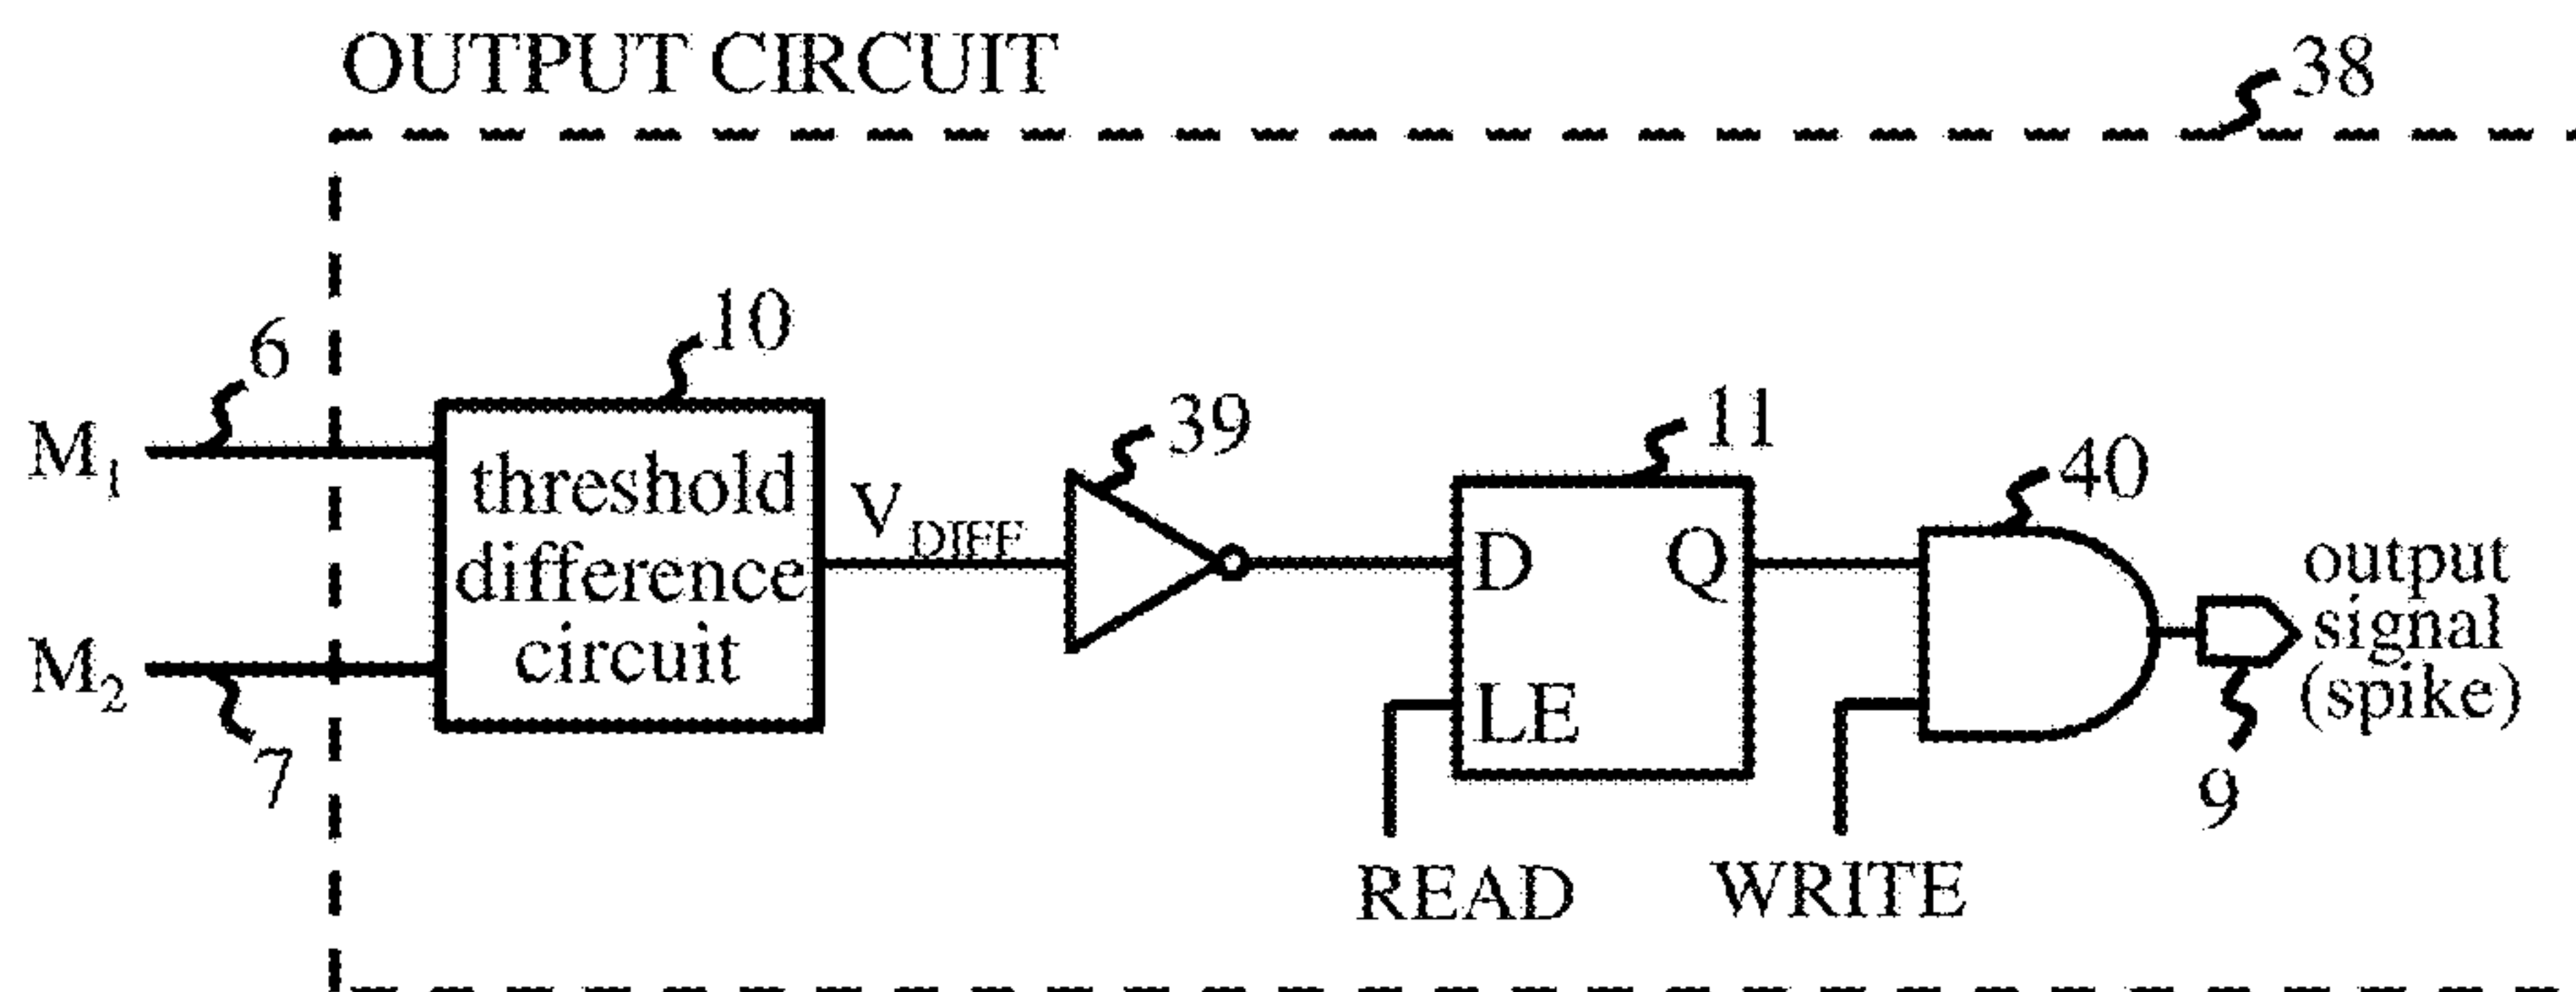 OUTPUT CIRCUIT
38
6
10
39
11
40
M1
M2
7
threshold
difference
circuit
VDIFF
D
Q
LE
READ
WRITE
output
signal
(spike)
9